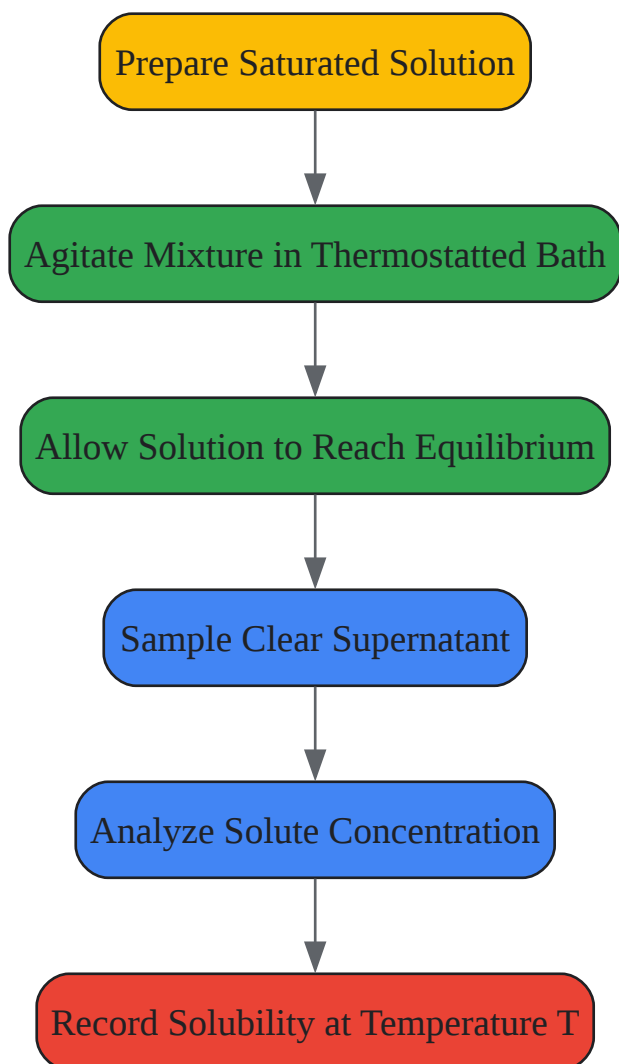 Prepare Saturated Solution
Agitate Mixture in Thermostatted Bath
Allow Solution to Reach Equilibrium
Sample Clear Supernatant
Analyze Solute Concentration
Record Solubility at Temperature T